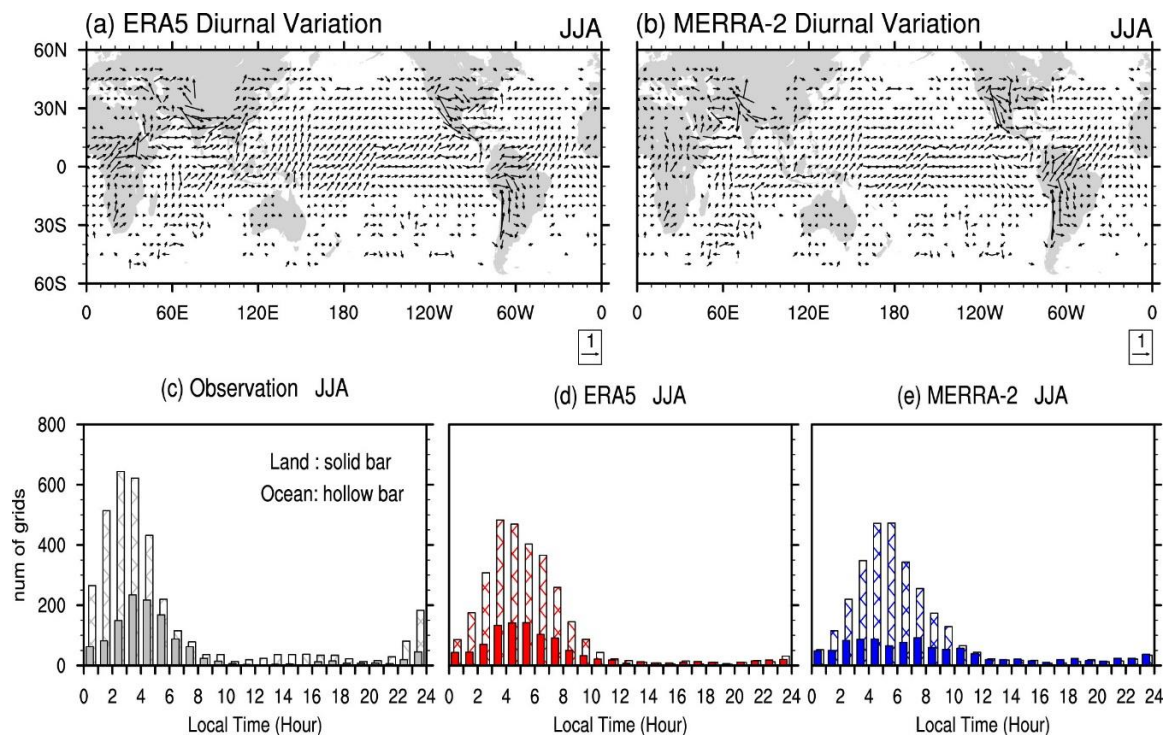 (a) ERA5 Diurnal Variation JJA
(b) MERRA-2 Diurnal Variation JJA
60N
30N
0
30S
60S
0 60E 120E 180 120W 60W 0
0 60E 120E 180 120W 60W 0
1
1
(c) Observation JJA
(d) ERA5 JJA
(e) MERRA-2 JJA
800
600
400
200
0
num of grids
Land : solid bar
Ocean: hollow bar
0 2 4 6 8 10 12 14 16 18 20 22 24
0 2 4 6 8 10 12 14 16 18 20 22 24
0 2 4 6 8 10 12 14 16 18 20 22 24
Local Time (Hour)
Local Time (Hour)
Local Time (Hour)